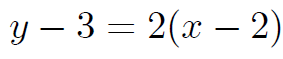 y − 3 = 2(x − 2)